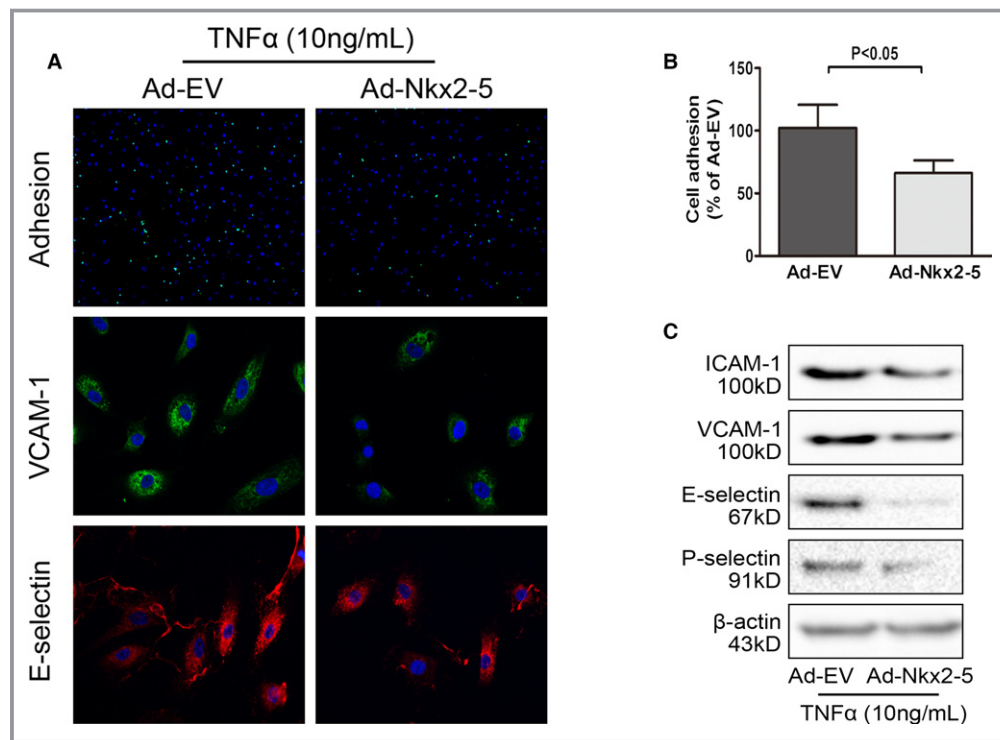 A
TNFα (10ng/mL)
Ad-EV
Ad-Nkx2-5
Adhesion
VCAM-1
E-selectin
B
P<0.05
Cell adhesion
(% of Ad-EV)
150
100
50
0
Ad-EV
Ad-Nkx2-5
C
ICAM-1
100kD
VCAM-1
100kD
E-selectin
67kD
P-selectin
91kD
β-actin
43kD
Ad-EV Ad-Nkx2-5
TNFα (10ng/mL)